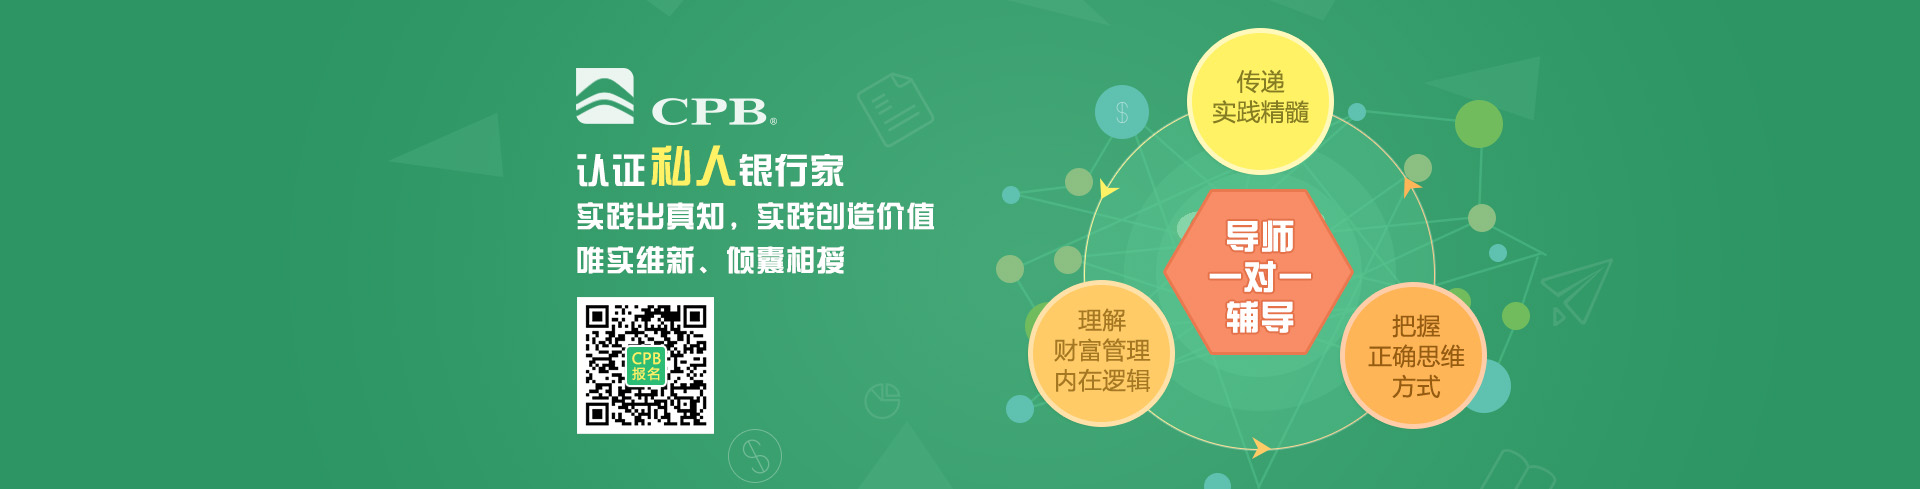 CPB®
认证私人银行家
实践出真知，实践创造价值
唯实维新、倾囊相授
CPB
报名
传递
实践精髓
导师
一对一
辅导
理解
财富管理
内在逻辑
把握
正确思维
方式